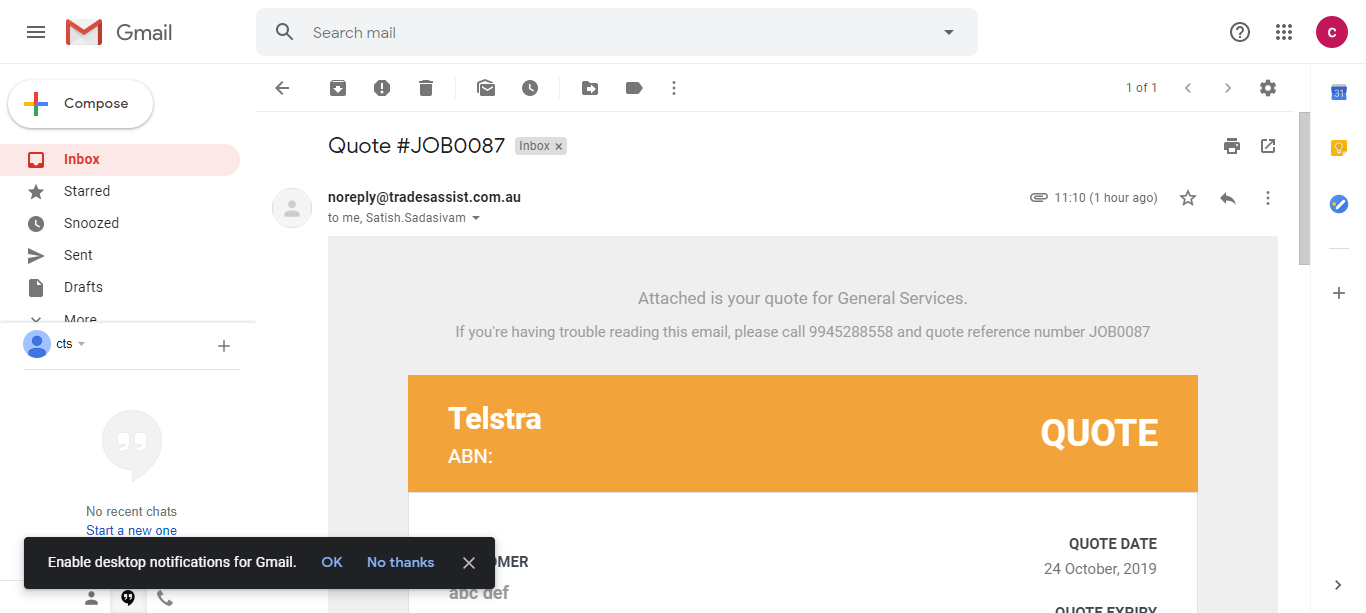 Gmail
Search mail
C
Compose
1 of 1
31
Inbox
Starred
Snoozed
Sent
Drafts
More
cts
No recent chats
Start a new one
Quote #JOB0087 Inbox ×
noreply@tradesassist.com.au
11:10 (1 hour ago)
to me, Satish.Sadasivam
Attached is your quote for General Services.
If you're having trouble reading this email, please call 9945288558 and quote reference number JOB0087
Telstra
ABN:
QUOTE
QUOTE DATE
24 October, 2019
OMER
abc def
QUOTE EXPIRY
Enable desktop notifications for Gmail. OK No thanks